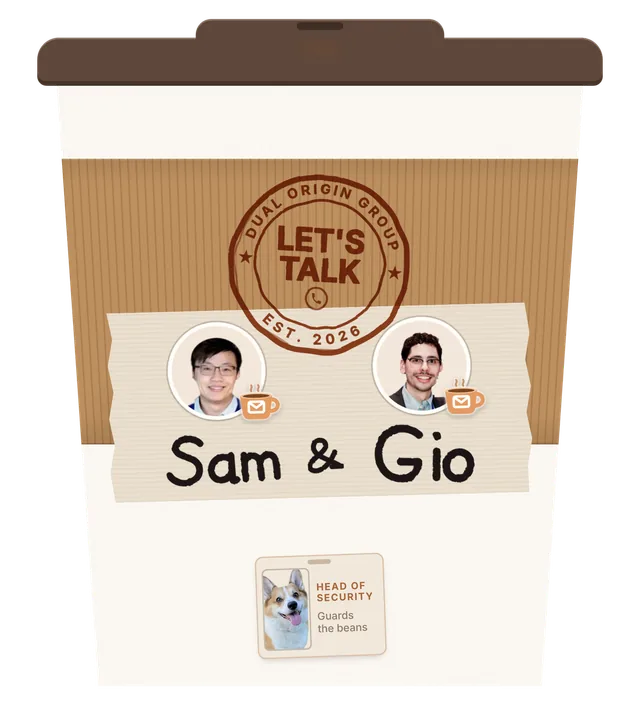 DUAL ORIGIN GROUP
LET'S
TALK
EST. 2026
Sam & Gio
HEAD OF
SECURITY
Guards
the beans